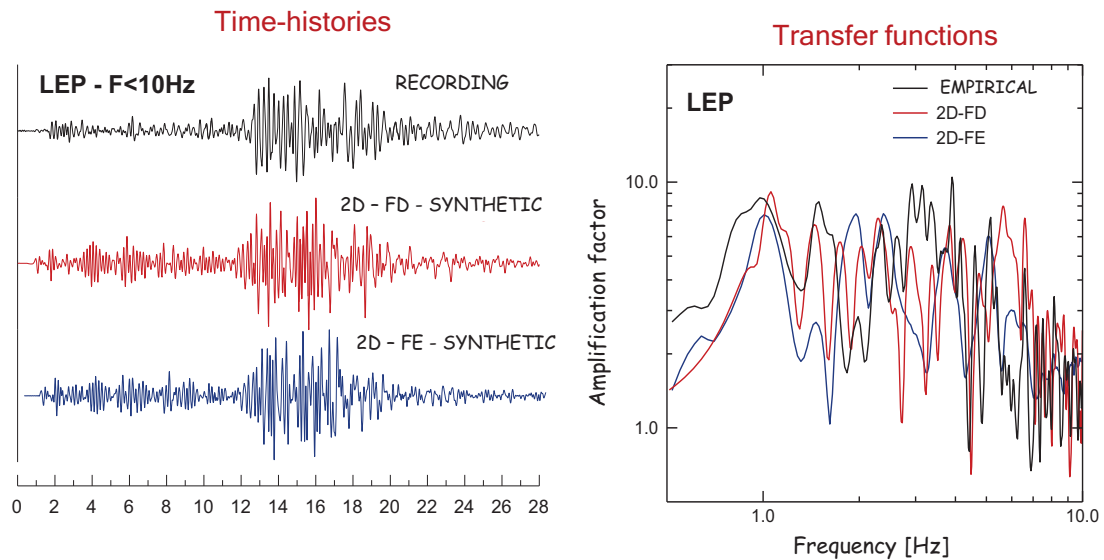 Time-histories
LEP - F<10Hz
RECORDING
2D – FD - SYNTHETIC
2D – FE - SYNTHETIC
0 2 4 6 8 10 12 14 16 18 20 22 24 26 28
Transfer functions
LEP
EMPIRICAL
2D-FD
2D-FE
Amplification factor
10.0
1.0
1.0 10.0
Frequency [Hz]